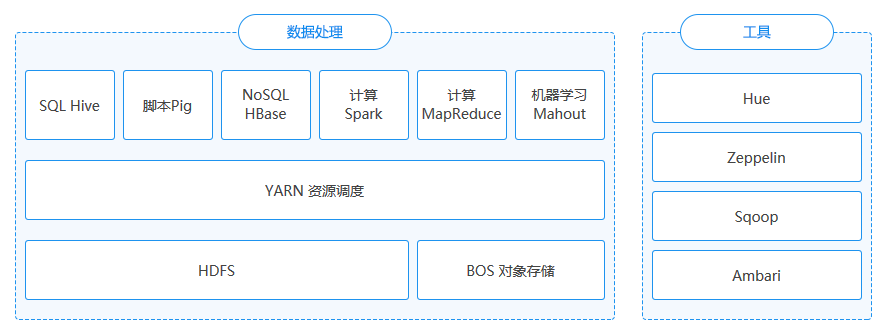 数据处理
SQL Hive
脚本Pig
NoSQL
HBase
计算
Spark
计算
MapReduce
机器学习
Mahout
YARN 资源调度
HDFS
BOS 对象存储
工具
Hue
Zeppelin
Sqoop
Ambari